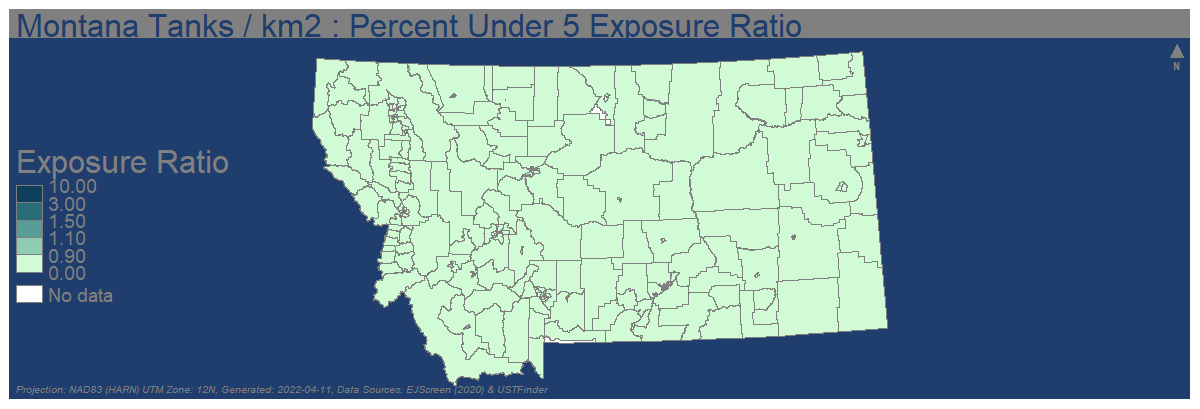 Montana Tanks / km2 : Percent Under 5 Exposure Ratio
N
Exposure Ratio
10.00
3.00
1.50
1.10
0.90
0.00
No data
Projection: NAD83 (HARN) UTM Zone: 12N, Generated: 2022-04-11, Data Sources: EJScreen (2020) & USTFinder